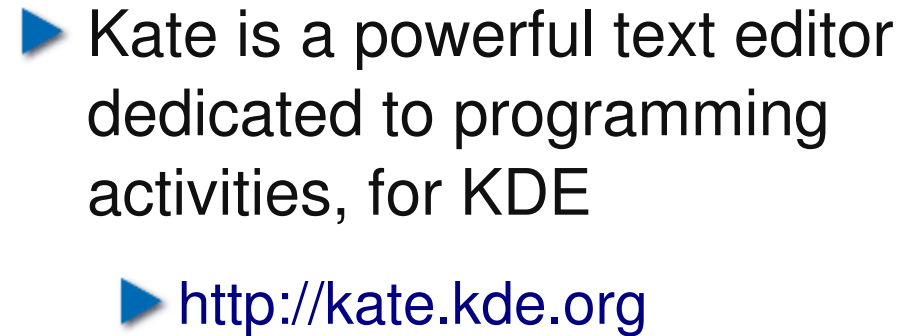 Kate is a powerful text editor
dedicated to programming
activities, for KDE
http://kate.kde.org